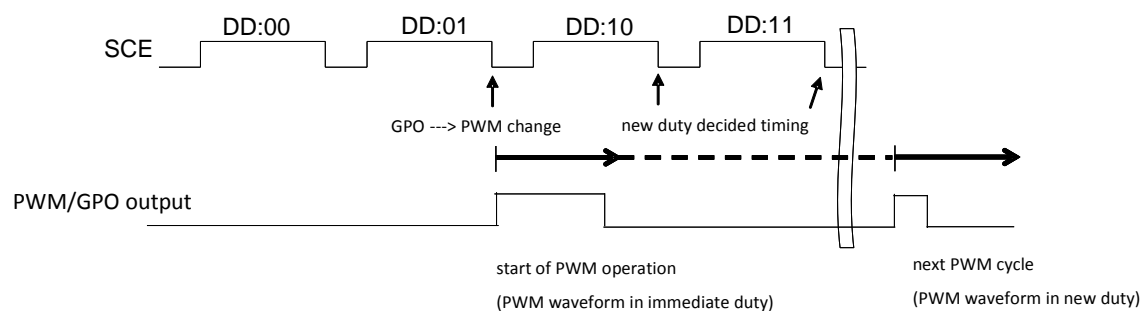 DD:00 DD:01 DD:10 DD:11
SCE
GPO ---> PWM change new duty decided timing
PWM/GPO output
start of PWM operation next PWM cycle
(PWM waveform in immediate duty) (PWM waveform in new duty)